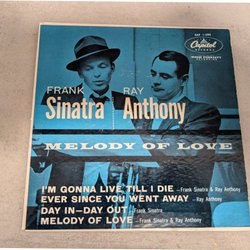 EAP 1-590
Capitol
RECORDS
FRANK RAY
Sinatra Anthony
MELODY OF LOVE
I'M GONNA LIVE TILL I DIE —Frank Sinatra & Ray Anthony
EVER SINCE YOU WENT AWAY —Ray Anthony
DAY IN—DAY OUT —Frank Sinatra
MELODY OF LOVE —Frank Sinatra & Ray Anthony